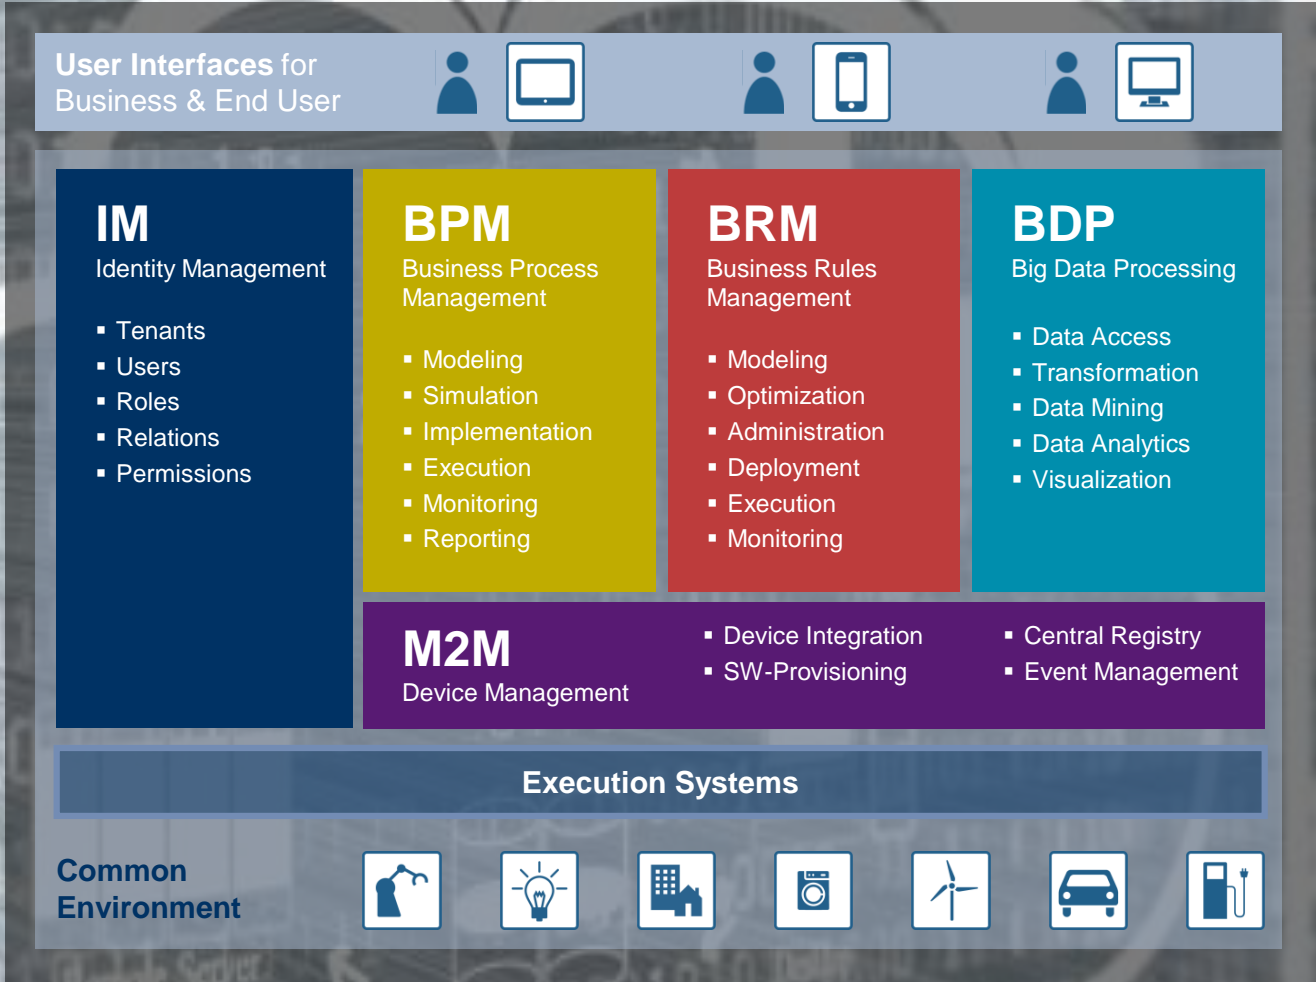 User Interfaces for
Business & End User
IM
Identity Management
▪ Tenants
▪ Users
▪ Roles
▪ Relations
▪ Permissions
BPM
Business Process
Management
▪ Modeling
▪ Simulation
▪ Implementation
▪ Execution
▪ Monitoring
▪ Reporting
BRM
Business Rules
Management
▪ Modeling
▪ Optimization
▪ Administration
▪ Deployment
▪ Execution
▪ Monitoring
BDP
Big Data Processing
▪ Data Access
▪ Transformation
▪ Data Mining
▪ Data Analytics
▪ Visualization
M2M
Device Management
▪ Device Integration
▪ SW-Provisioning
▪ Central Registry
▪ Event Management
Execution Systems
Common
Environment